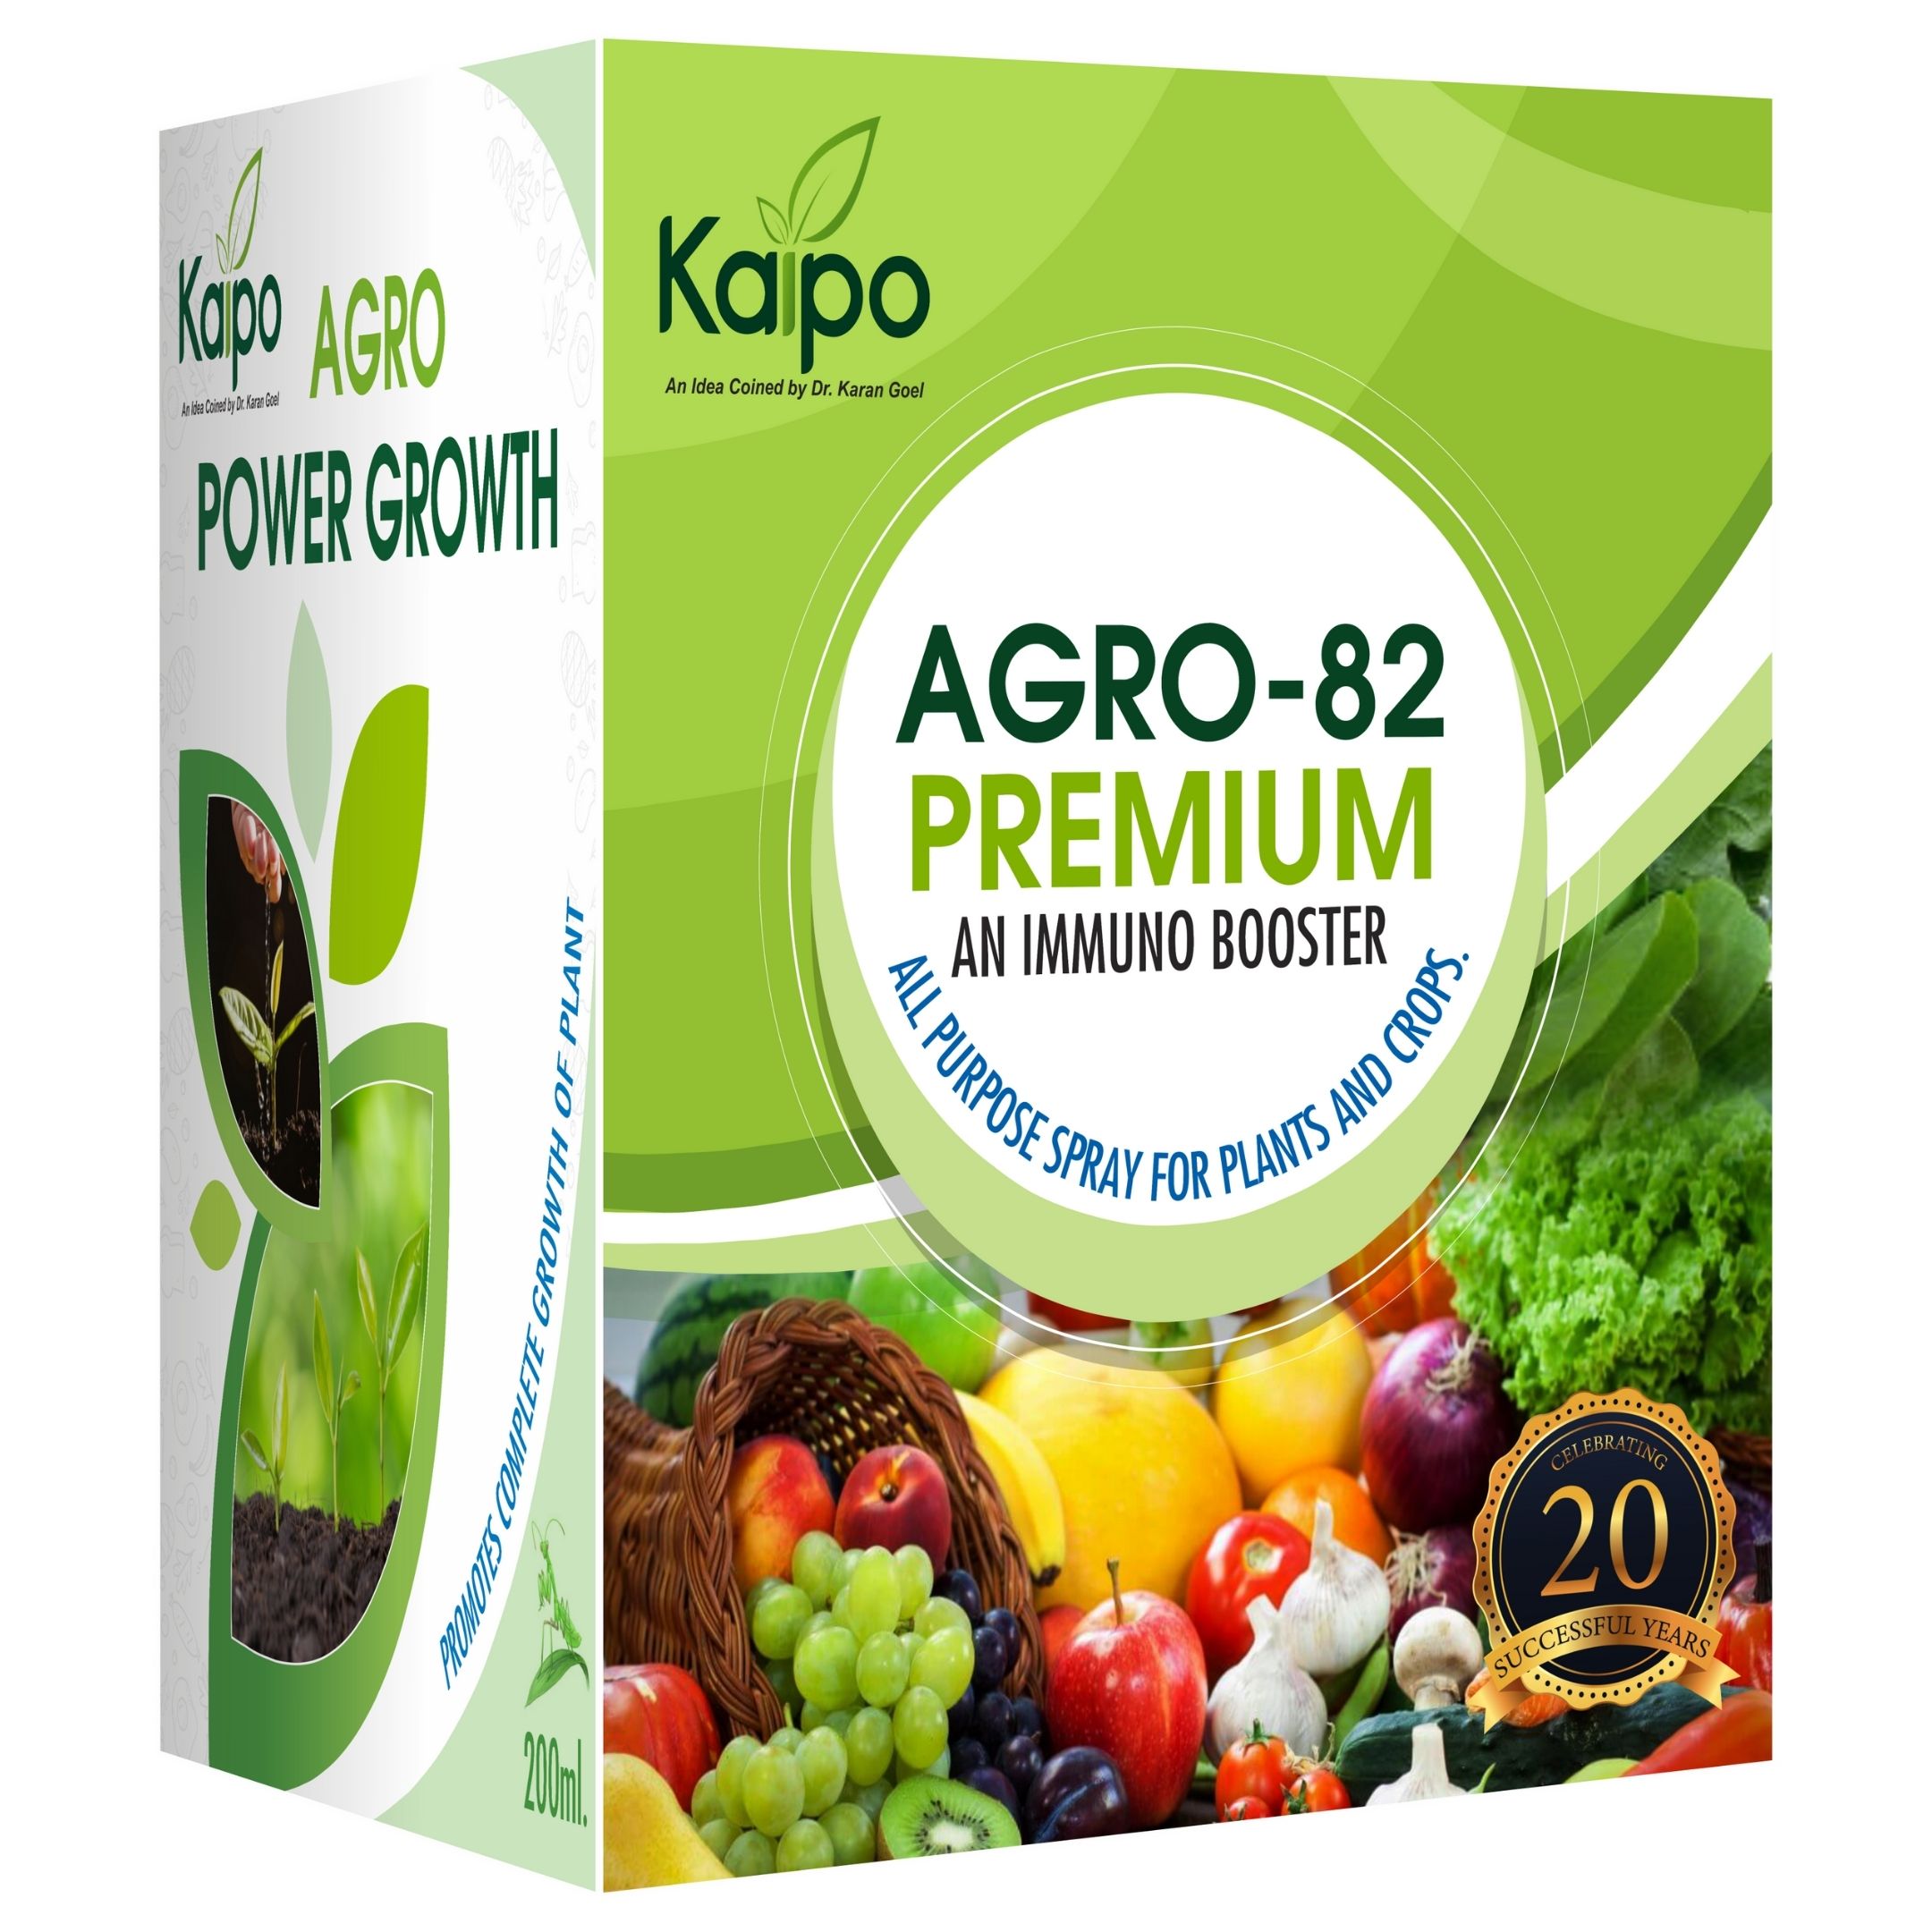 Kaipo
An Idea Coined by Dr. Karan Goel
AGRO
POWER GROWTH
PROMOTES COMPLETE GROWTH OF PLANT
200ml.
Kaipo
An Idea Coined by Dr. Karan Goel
AGRO-82
PREMIUM
AN IMMUNO BOOSTER
ALL PURPOSE SPRAY FOR PLANTS AND CROPS.
CELEBRATING
20
SUCCESSFUL YEARS